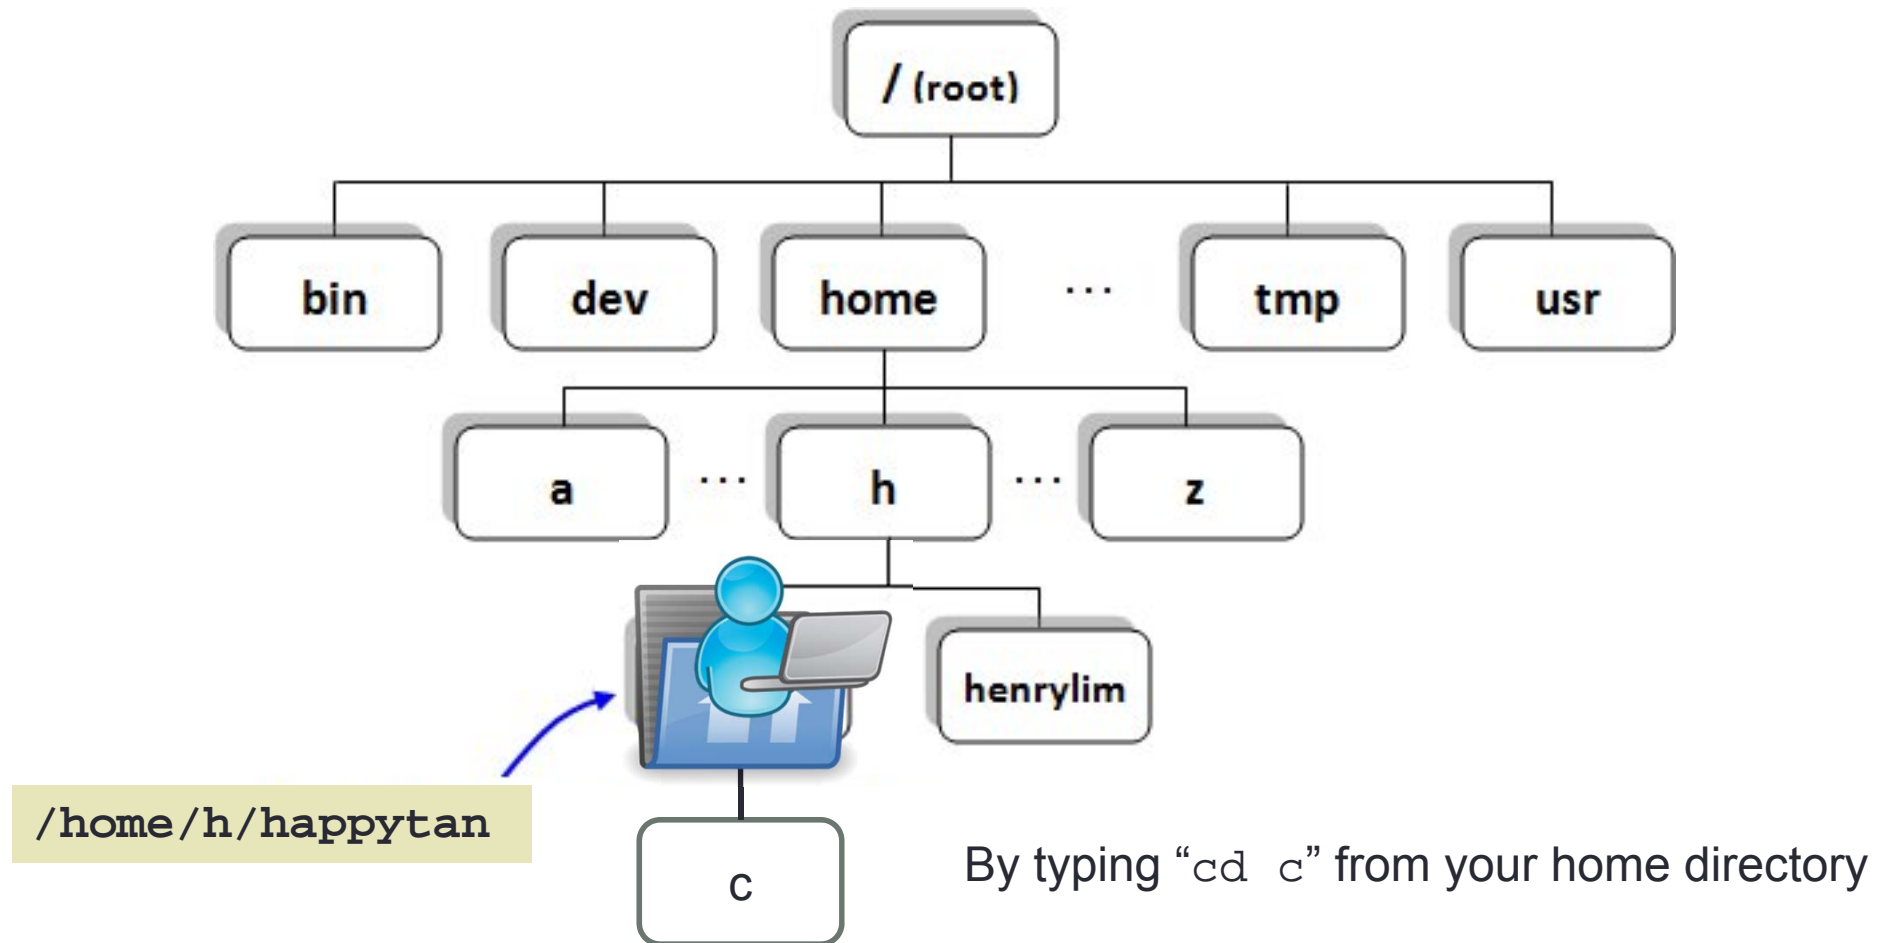 / (root)
bin dev home ... tmp usr
a ... h ... z
henrylim
/home/h/happytan
c
By typing “cd c” from your home directory